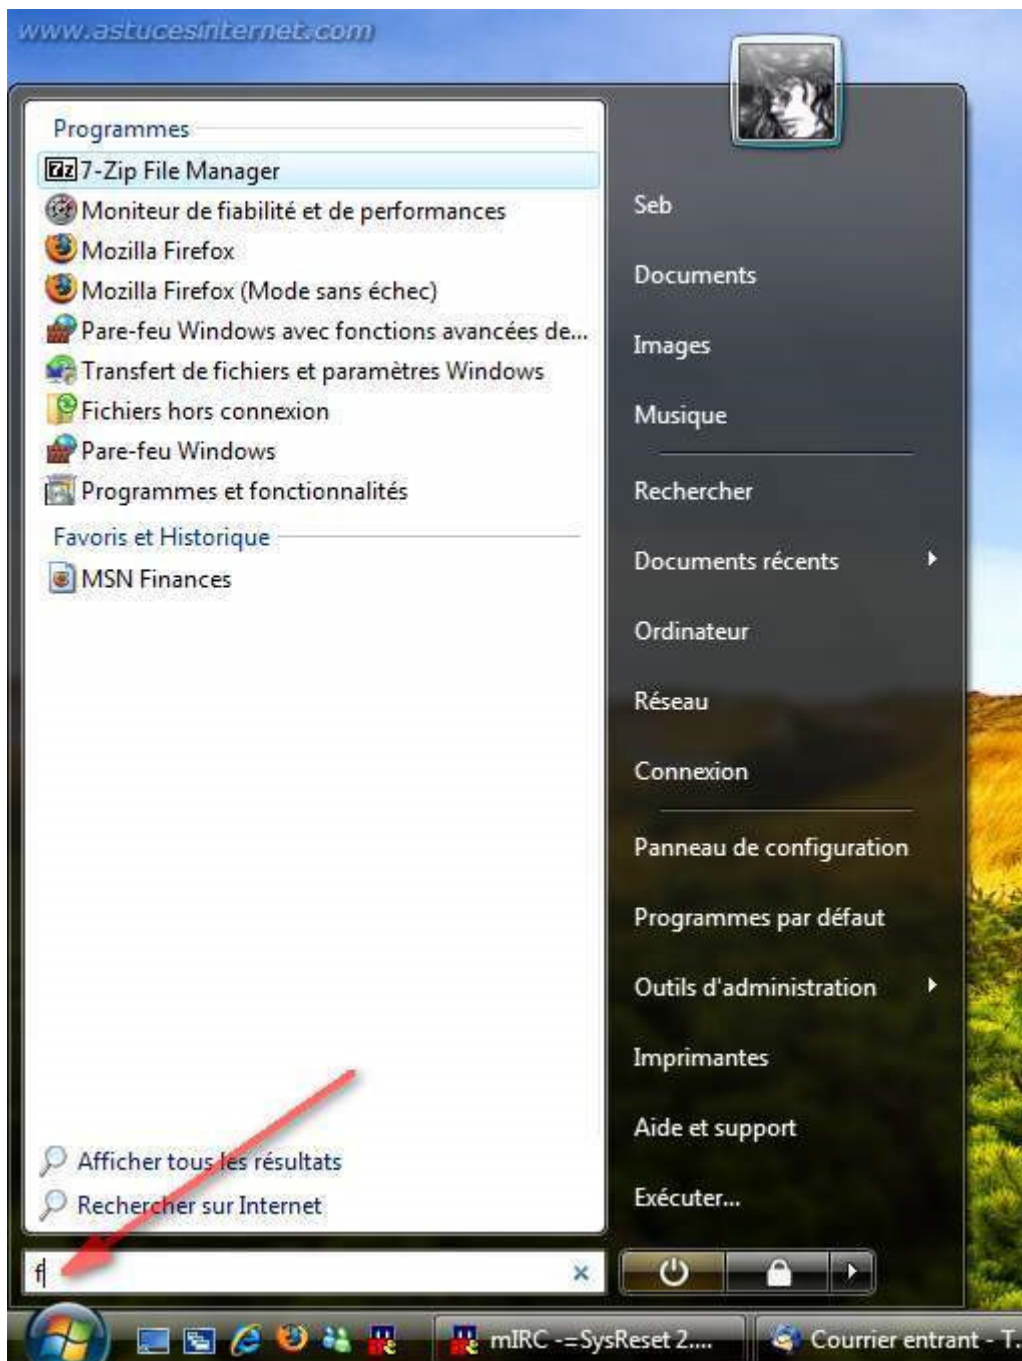 www.astucesinternet.com
Programmes
7-Zip File Manager
Moniteur de fiabilité et de performances
Mozilla Firefox
Mozilla Firefox (Mode sans échec)
Pare-feu Windows avec fonctions avancées de...
Transfert de fichiers et paramètres Windows
Fichiers hors connexion
Pare-feu Windows
Programmes et fonctionnalités
Favoris et Historique
MSN Finances
Afficher tous les résultats
Rechercher sur Internet
f
Seb
Documents
Images
Musique
Rechercher
Documents récents
Ordinateur
Réseau
Connexion
Panneau de configuration
Programmes par défaut
Outils d'administration
Imprimantes
Aide et support
Exécuter...
mIRC -=SysReset 2....
Courrier entrant - T.